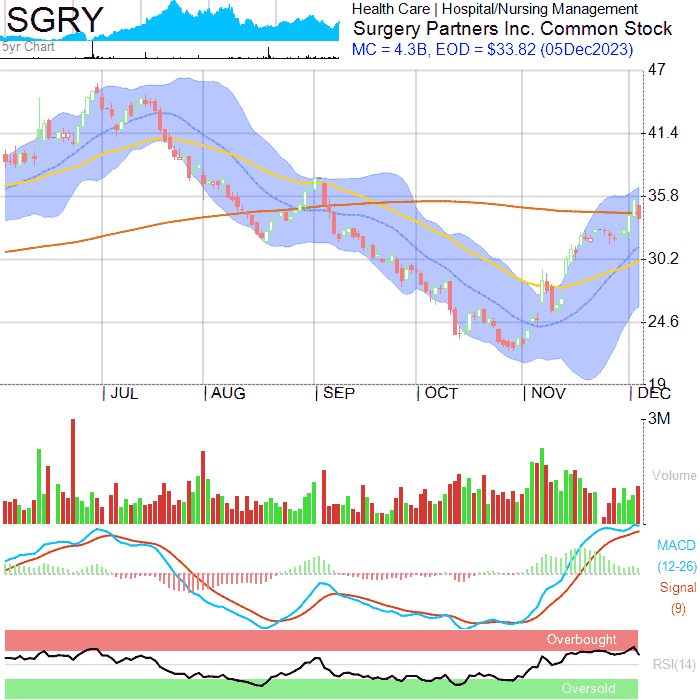 SGRY
5yr Chart
Health Care | Hospital/Nursing Management
Surgery Partners Inc. Common Stock
MC = 4.3B, EOD = $33.82 (05Dec2023)
47
41.4
35.8
30.2
24.6
19
JUL AUG SEP OCT NOV DEC
3M
Volume
MACD
(12-26)
Signal
(9)
Overbought
RSI(14)
Oversold